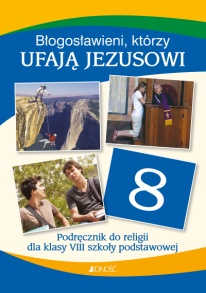 Błogosławieni, którzy
UFAJĄ JEZUSOWI
8
Podręcznik do religii
dla klasy VIII szkoły podstawowej
JEDNOŚĆ